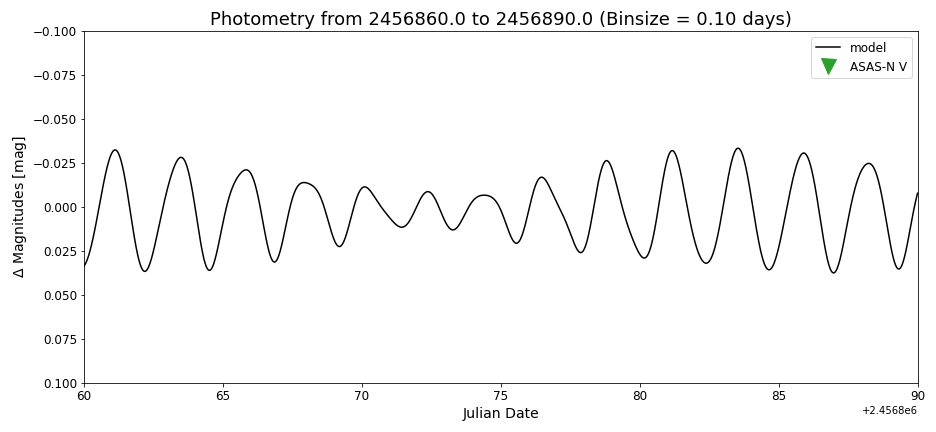 Photometry from 2456860.0 to 2456890.0 (Binsize = 0.10 days)
−0.100
−0.075
−0.050
−0.025
0.000
0.025
0.050
0.075
0.100
Δ Magnitudes [mag]
model
ASAS-N V
60 65 70 75 80 85 90
Julian Date
+2.4568e6